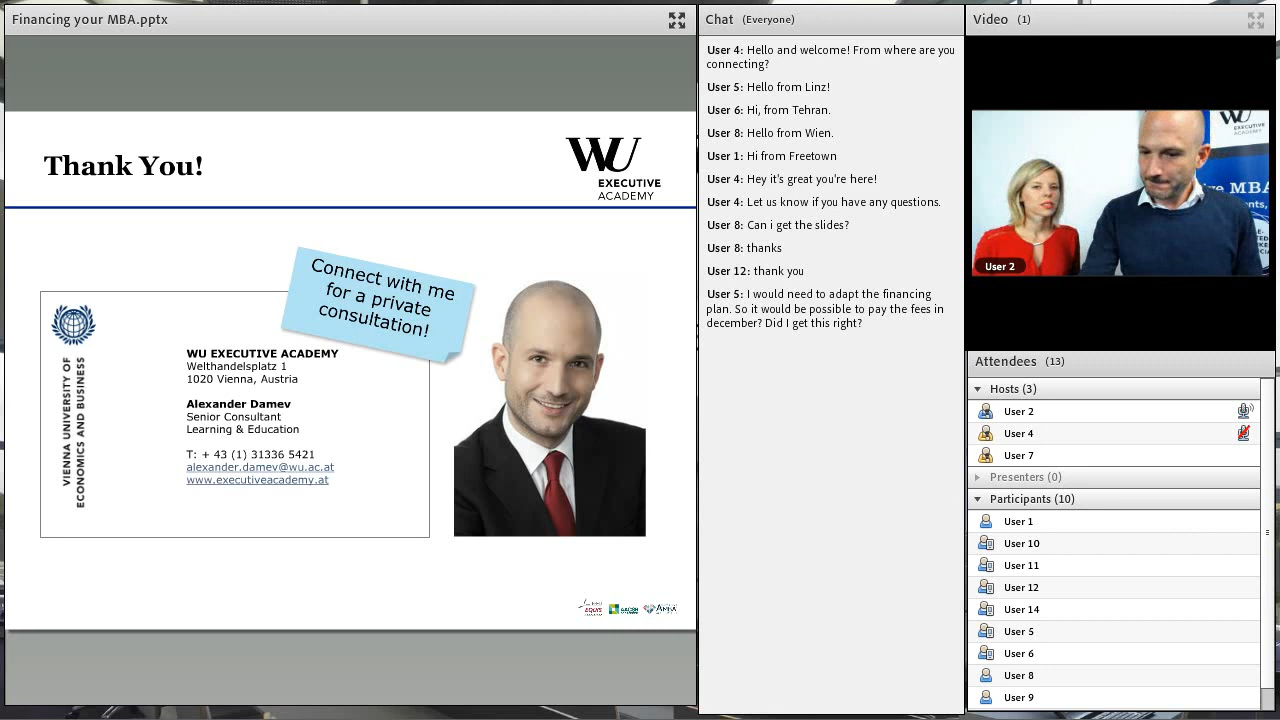 Financing your MBA.pptx
Thank You!
WU
EXECUTIVE
ACADEMY
Connect with me
for a private
consultation!
VIENNA UNIVERSITY OF
ECONOMICS AND BUSINESS
WU EXECUTIVE ACADEMY
Welthandelsplatz 1
1020 Vienna, Austria
Alexander Damev
Senior Consultant
Learning & Education
T: + 43 (1) 31336 5421
alexander.damev@wu.ac.at
www.executiveacademy.at
EQUIS
AACSB
AMBA
Chat (Everyone)
User 4: Hello and welcome! From where are you
connecting?
User 5: Hello from Linz!
User 6: Hi, from Tehran.
User 8: Hello from Wien.
User 1: Hi from Freetown
User 4: Hey it's great you're here!
User 4: Let us know if you have any questions.
User 8: Can i get the slides?
User 8: thanks
User 12: thank you
User 5: I would need to adapt the financing
plan. So it would be possible to pay the fees in
december? Did I get this right?
Video (1)
WU
EXECUTIVE
ACADEMY
ve MBA
User 2
Attendees (13)
Hosts (3)
User 2
User 4
User 7
Presenters (0)
Participants (10)
User 1
User 10
User 11
User 12
User 14
User 5
User 6
User 8
User 9